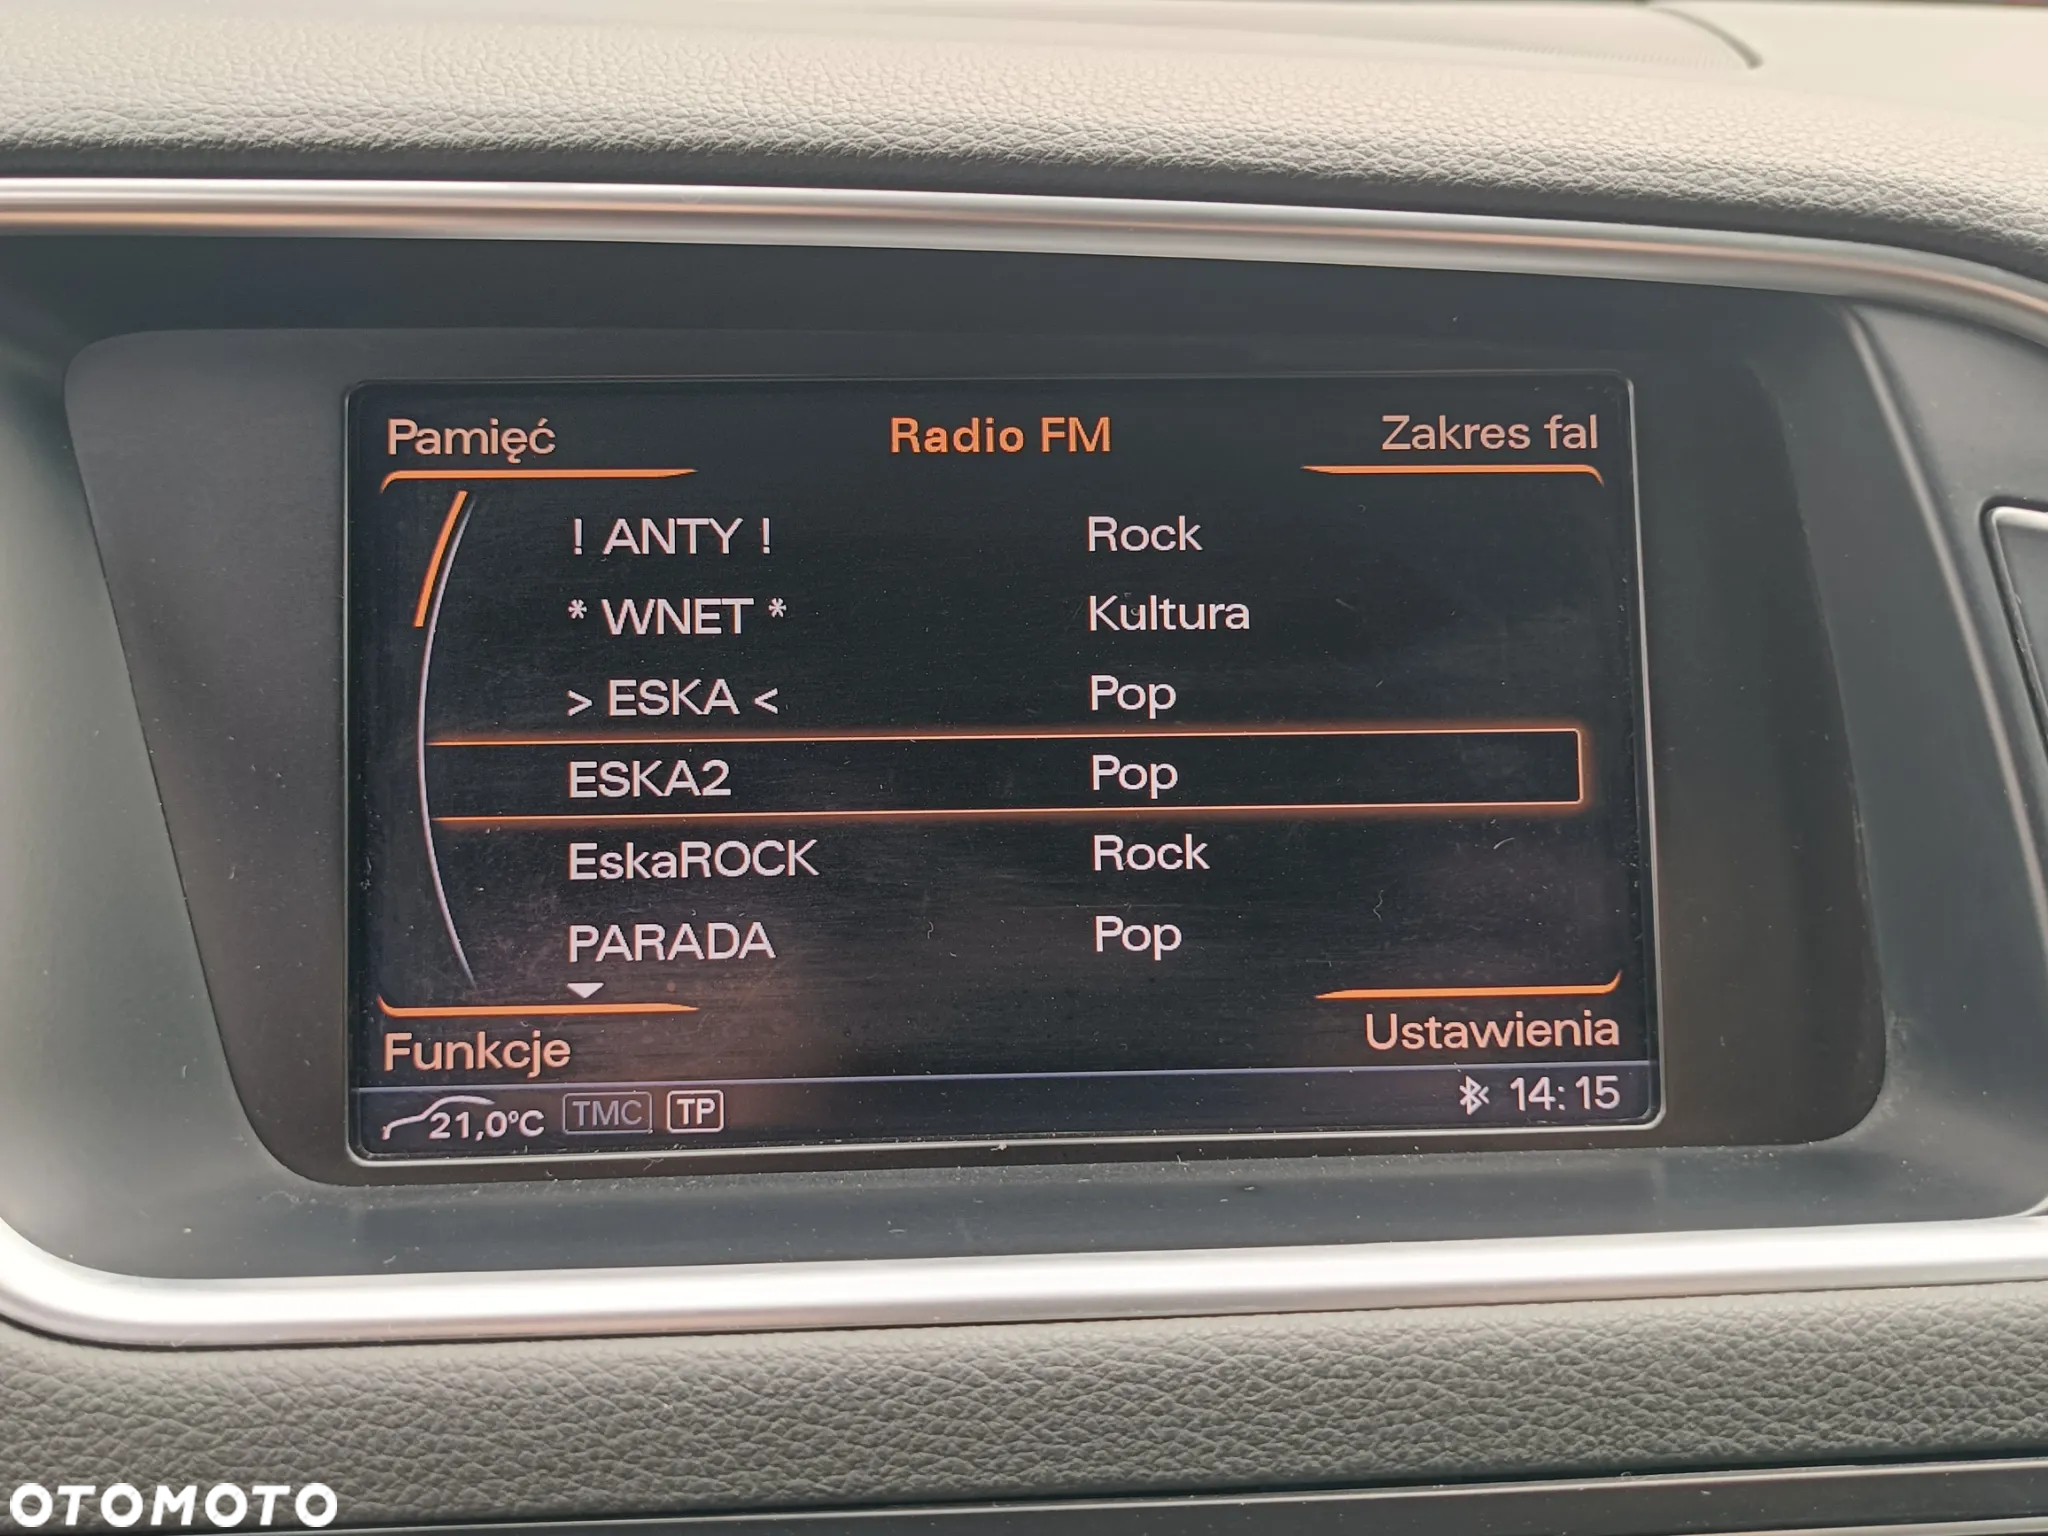 Pamięć Radio FM Zakres fal
! ANTY ! Rock
* WNET * Kultura
> ESKA < Pop
ESKA2 Pop
EskaROCK Rock
PARADA Pop
Funkcje Ustawienia
21,0°C TMC TP 14:15
OTOMOTO